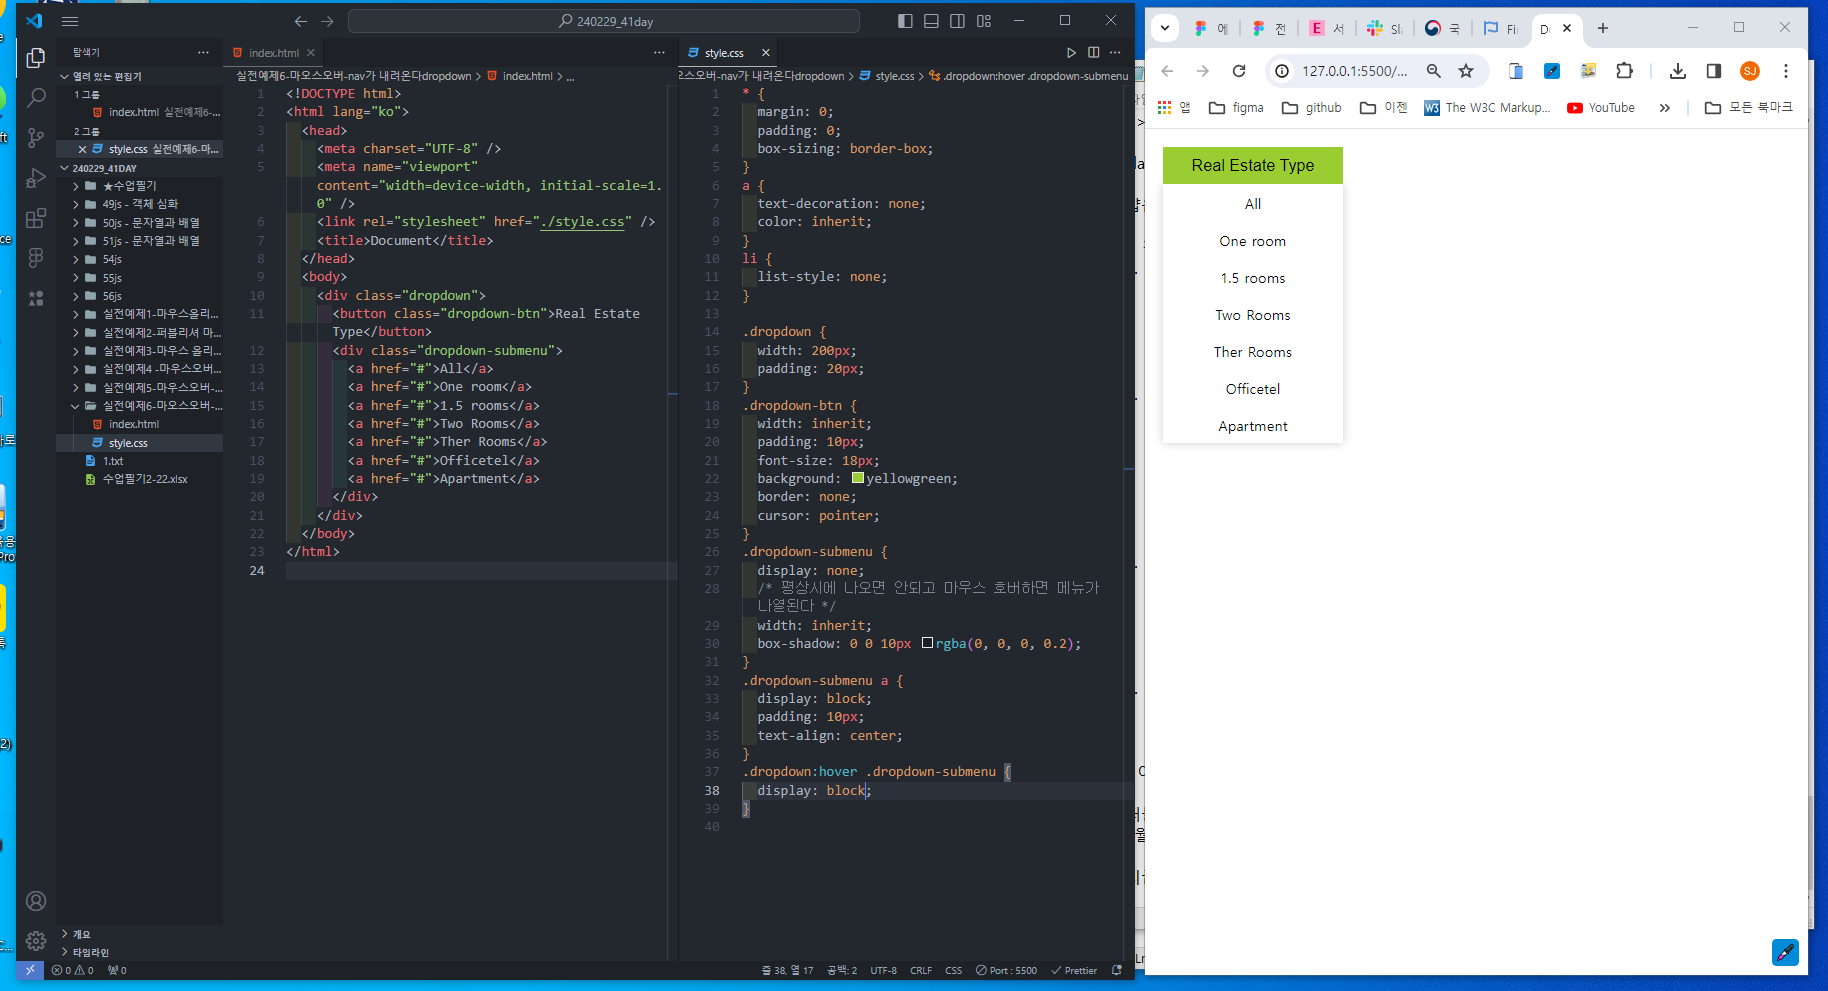 240229_41day
탐색기
열려 있는 편집기
1 그룹
index.html 실전예제6-...
2 그룹
style.css 실전예제6-마...
240229_41DAY
★수업필기
49js - 객체 심화
50js - 문자열과 배열
51js - 문자열과 배열
54js
55js
56js
실전예제1-마우스올리...
실전예제2-퍼블리셔 마...
실전예제3-마우스 올리...
실전예제4 -마우스오버...
실전예제5-마우스오버-...
실전예제6-마오스오버-...
index.html
style.css
1.txt
수업필기2-22.xlsx
개요
타임라인
index.html
실전예제6-마오스오버-nav가 내려온다dropdown > index.html > ...
1 <!DOCTYPE html>
2 <html lang="ko">
3 <head>
4 <meta charset="UTF-8" />
5 <meta name="viewport"
content="width=device-width, initial-scale=1.
0" />
6 <link rel="stylesheet" href="./style.css" />
7 <title>Document</title>
8 </head>
9 <body>
10 <div class="dropdown">
11 <button class="dropdown-btn">Real Estate
Type</button>
12 <div class="dropdown-submenu">
13 <a href="#">All</a>
14 <a href="#">One room</a>
15 <a href="#">1.5 rooms</a>
16 <a href="#">Two Rooms</a>
17 <a href="#">Ther Rooms</a>
18 <a href="#">Officetel</a>
19 <a href="#">Apartment</a>
20 </div>
21 </div>
22 </body>
23 </html>
24
style.css
오스오버-nav가 내려온다dropdown > style.css > .dropdown:hover .dropdown-submenu
1 * {
2 margin: 0;
3 padding: 0;
4 box-sizing: border-box;
5 }
6 a {
7 text-decoration: none;
8 color: inherit;
9 }
10 li {
11 list-style: none;
12 }
13
14 .dropdown {
15 width: 200px;
16 padding: 20px;
17 }
18 .dropdown-btn {
19 width: inherit;
20 padding: 10px;
21 font-size: 18px;
22 background: yellowgreen;
23 border: none;
24 cursor: pointer;
25 }
26 .dropdown-submenu {
27 display: none;
28 /* 평상시에 나오면 안되고 마우스 호버하면 메뉴가
나열된다 */
29 width: inherit;
30 box-shadow: 0 0 10px rgba(0, 0, 0, 0.2);
31 }
32 .dropdown-submenu a {
33 display: block;
34 padding: 10px;
35 text-align: center;
36 }
37 .dropdown:hover .dropdown-submenu {
38 display: block;
39 }
40
0 0 0
줄 38, 열 17 공백: 2 UTF-8 CRLF CSS Port : 5500 Prettier
에 전 서 Sl 국 Fi D
127.0.0.1:5500/...
SJ
앱 figma github 이젠 The W3C Markup... YouTube » 모든 북마크
Real Estate Type
All
One room
1.5 rooms
Two Rooms
Ther Rooms
Officetel
Apartment